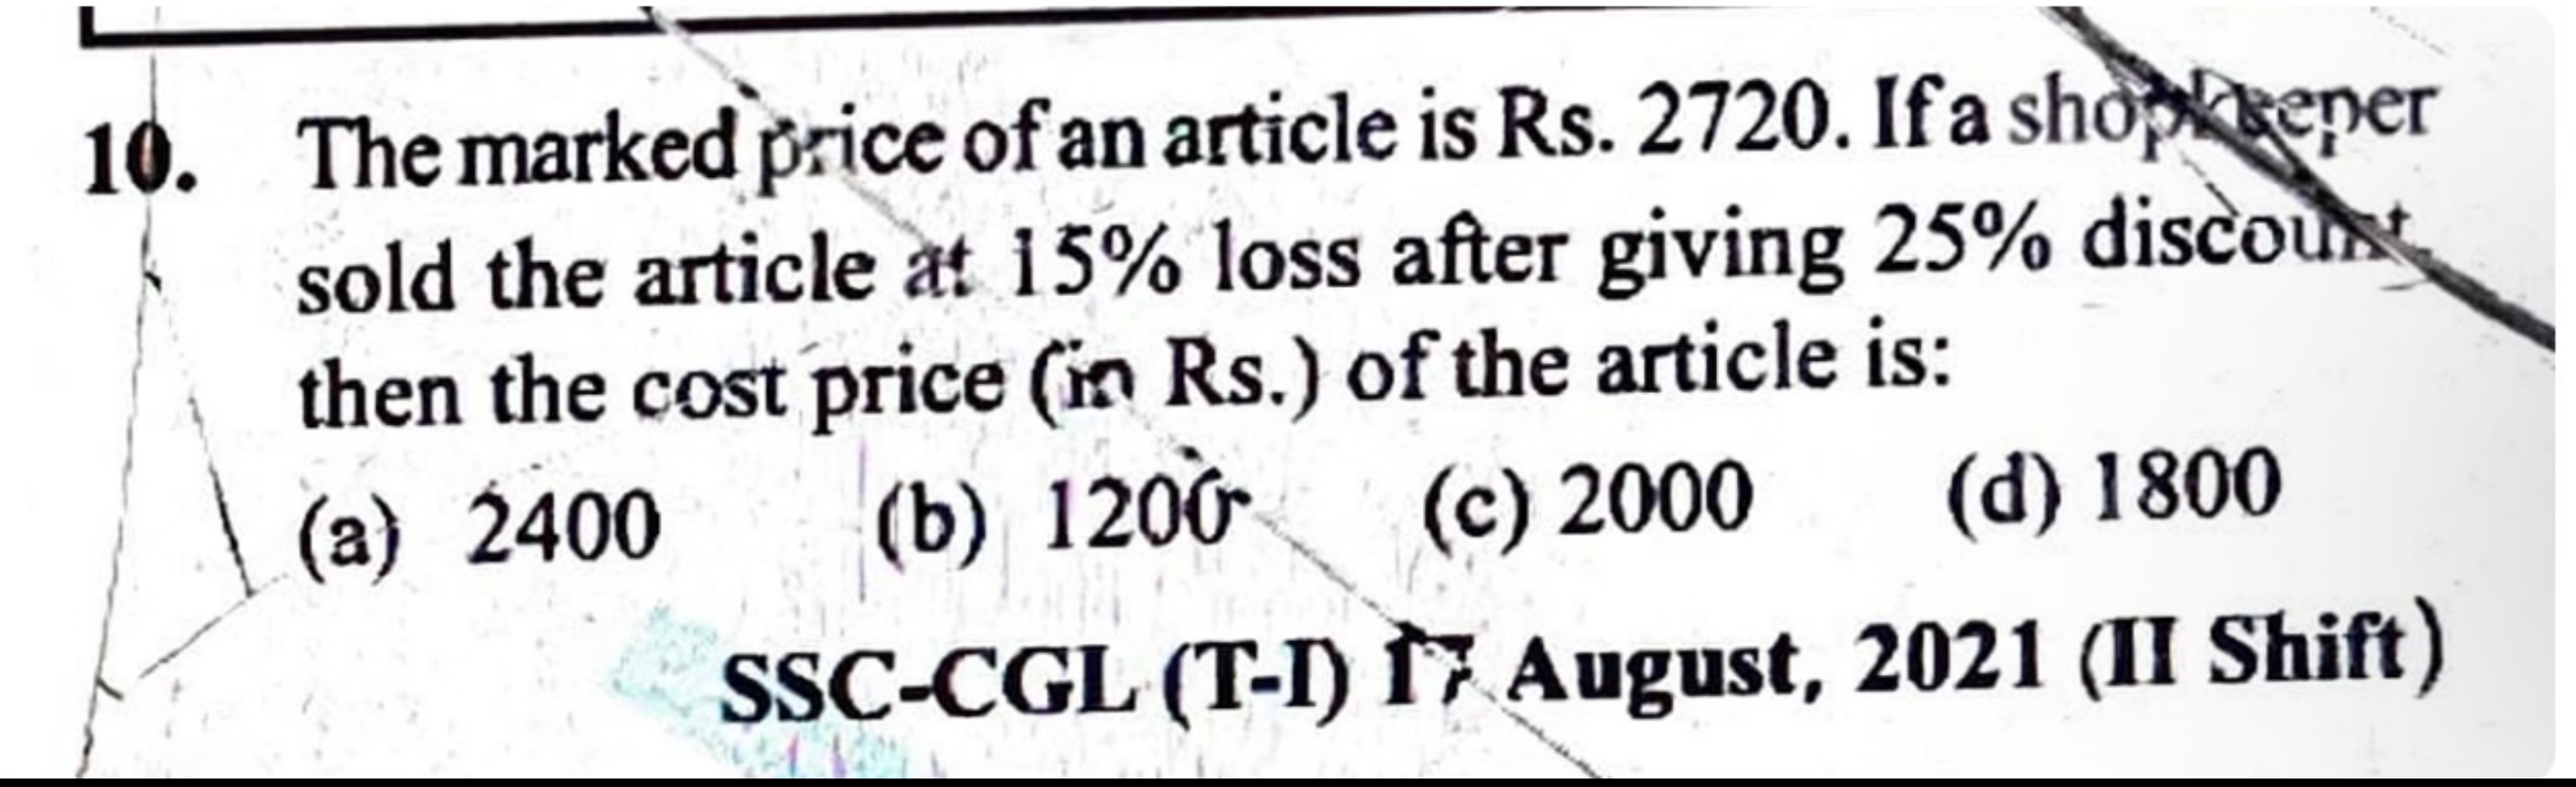 10. The marked price of an article is Rs. 2720. If a shopkeeper
sold the article at 15% loss after giving 25% discount,
then the cost price (in Rs.) of the article is:
(a) 2400 (b) 1200 (c) 2000 (d) 1800
SSC-CGL (T-I) 17 August, 2021 (II Shift)